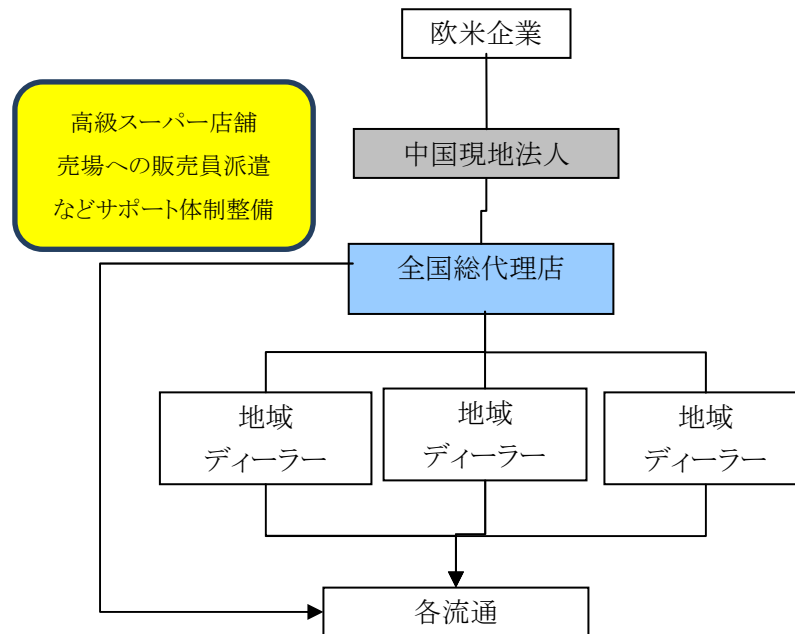 欧米企業
高級スーパー店舗
売場への販売員派遣
などサポート体制整備
中国現地法人
全国総代理店
地域
ディーラー
地域
ディーラー
地域
ディーラー
各流通